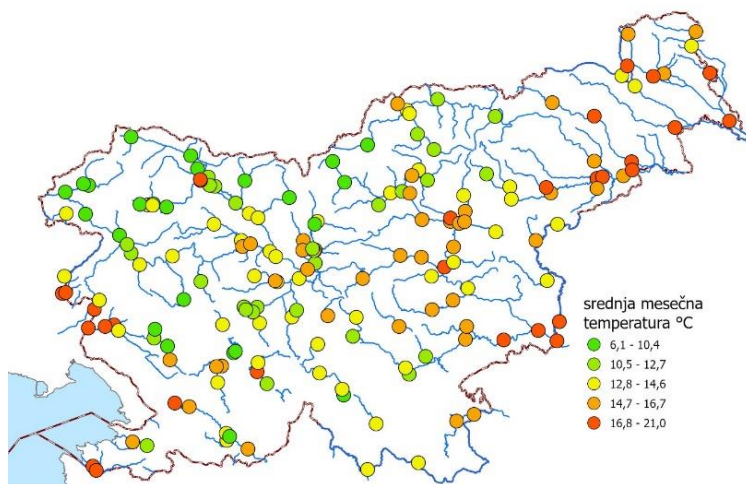 srednja mesečna
temperatura °C
6,1 - 10,4
10,5 - 12,7
12,8 - 14,6
14,7 - 16,7
16,8 - 21,0